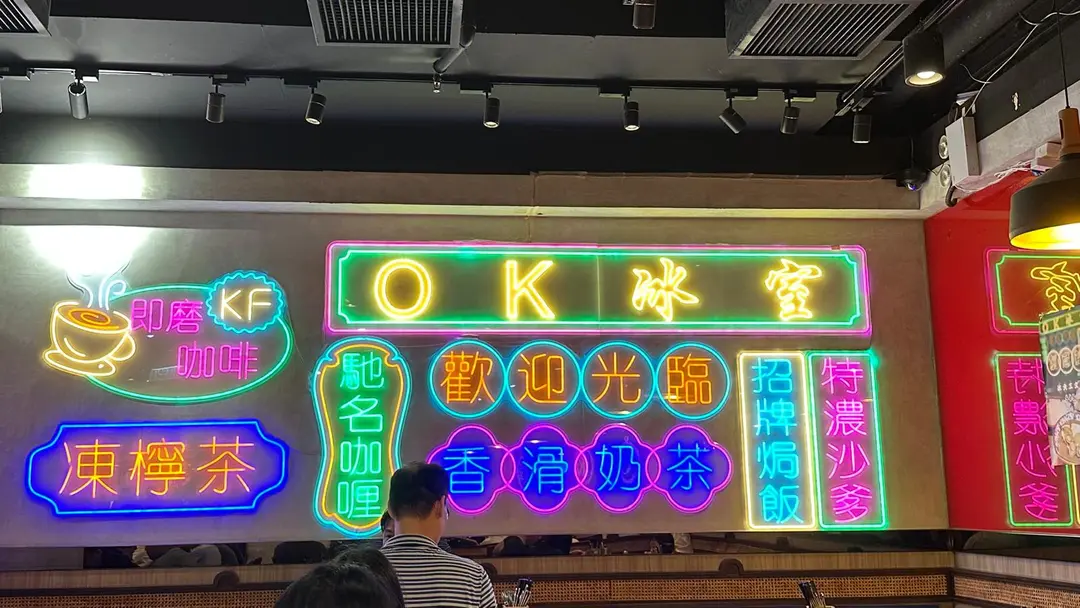 OK冰室
即磨
KF
咖啡
凍檸茶
馳名咖喱
歡迎光臨
香滑奶茶
招牌焗飯
特濃沙爹